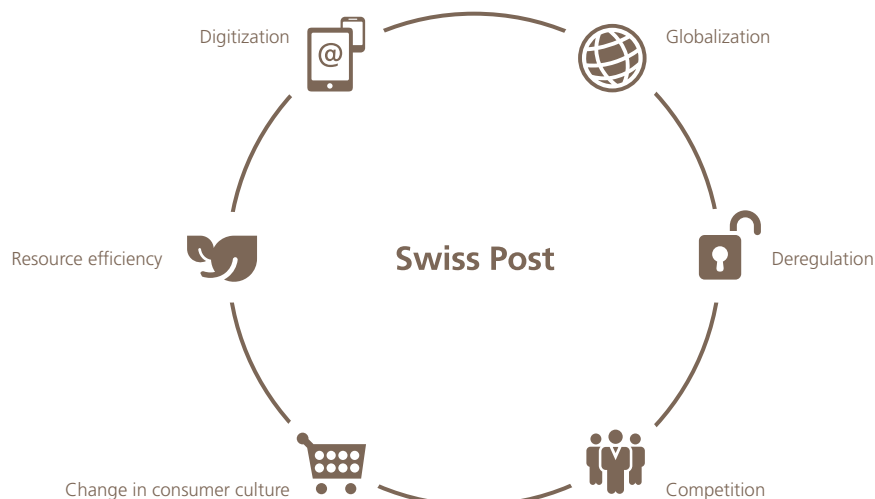 Digitization
Globalization
@
Resource efficiency
Swiss Post
Deregulation
Change in consumer culture
Competition